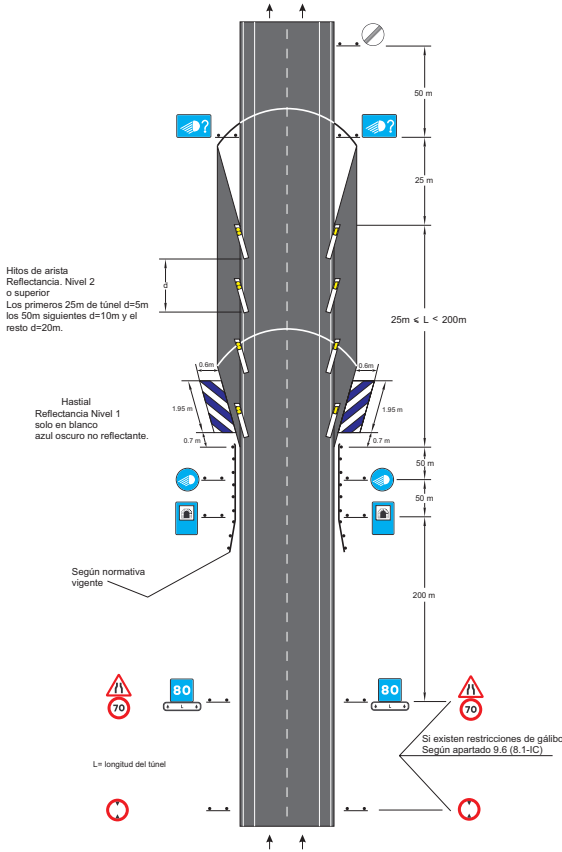 50 m
?
?
25 m
Hitos de arista
Reflectancia. Nivel 2
o superior
Los primeros 25m de túnel d=5m
los 50m siguientes d=10m y el
resto d=20m.
d
25m < L < 200m
0.6m
0.6m
Hastial
Reflectancia Nivel 1
solo en blanco
azul oscuro no reflectante.
1.95 m
1.95 m
0.7 m
0.7 m
50 m
50 m
Según normativa
vigente
200 m
70
80
L
80
L
70
Si existen restricciones de gálibo
Según apartado 9.6 (8.1-IC)
L= longitud del túnel